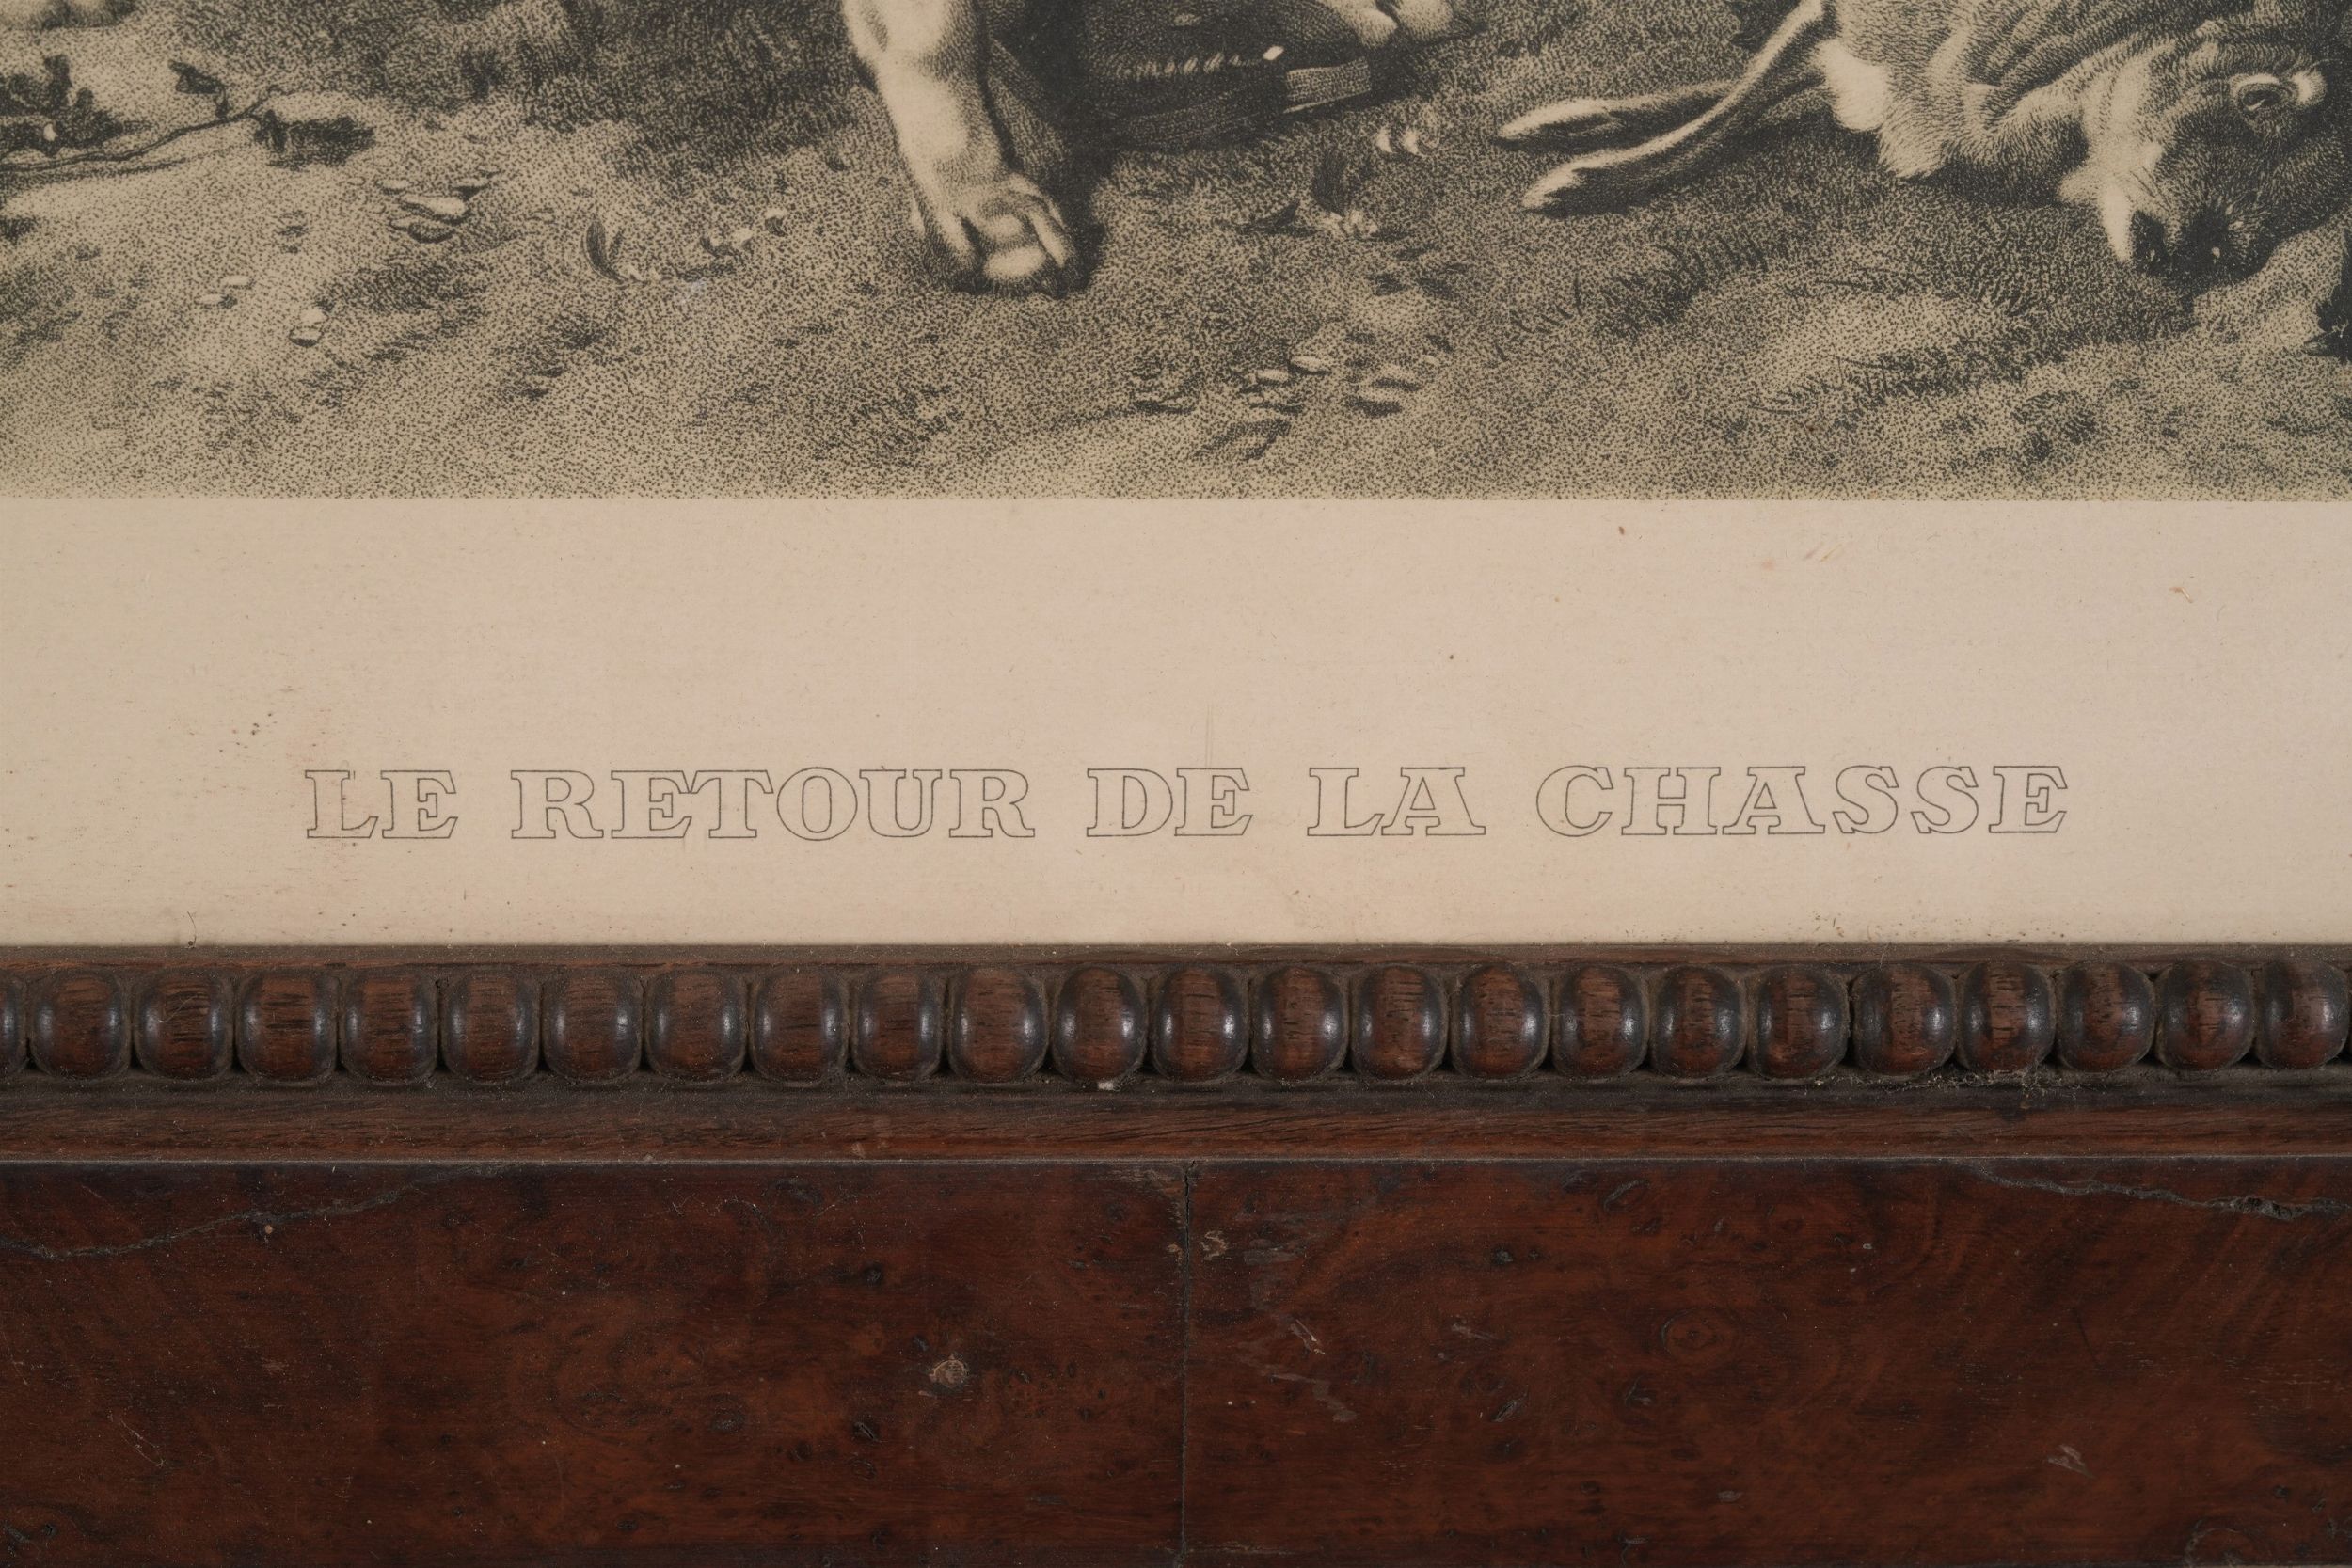 LE RETOUR DE LA CHASSE